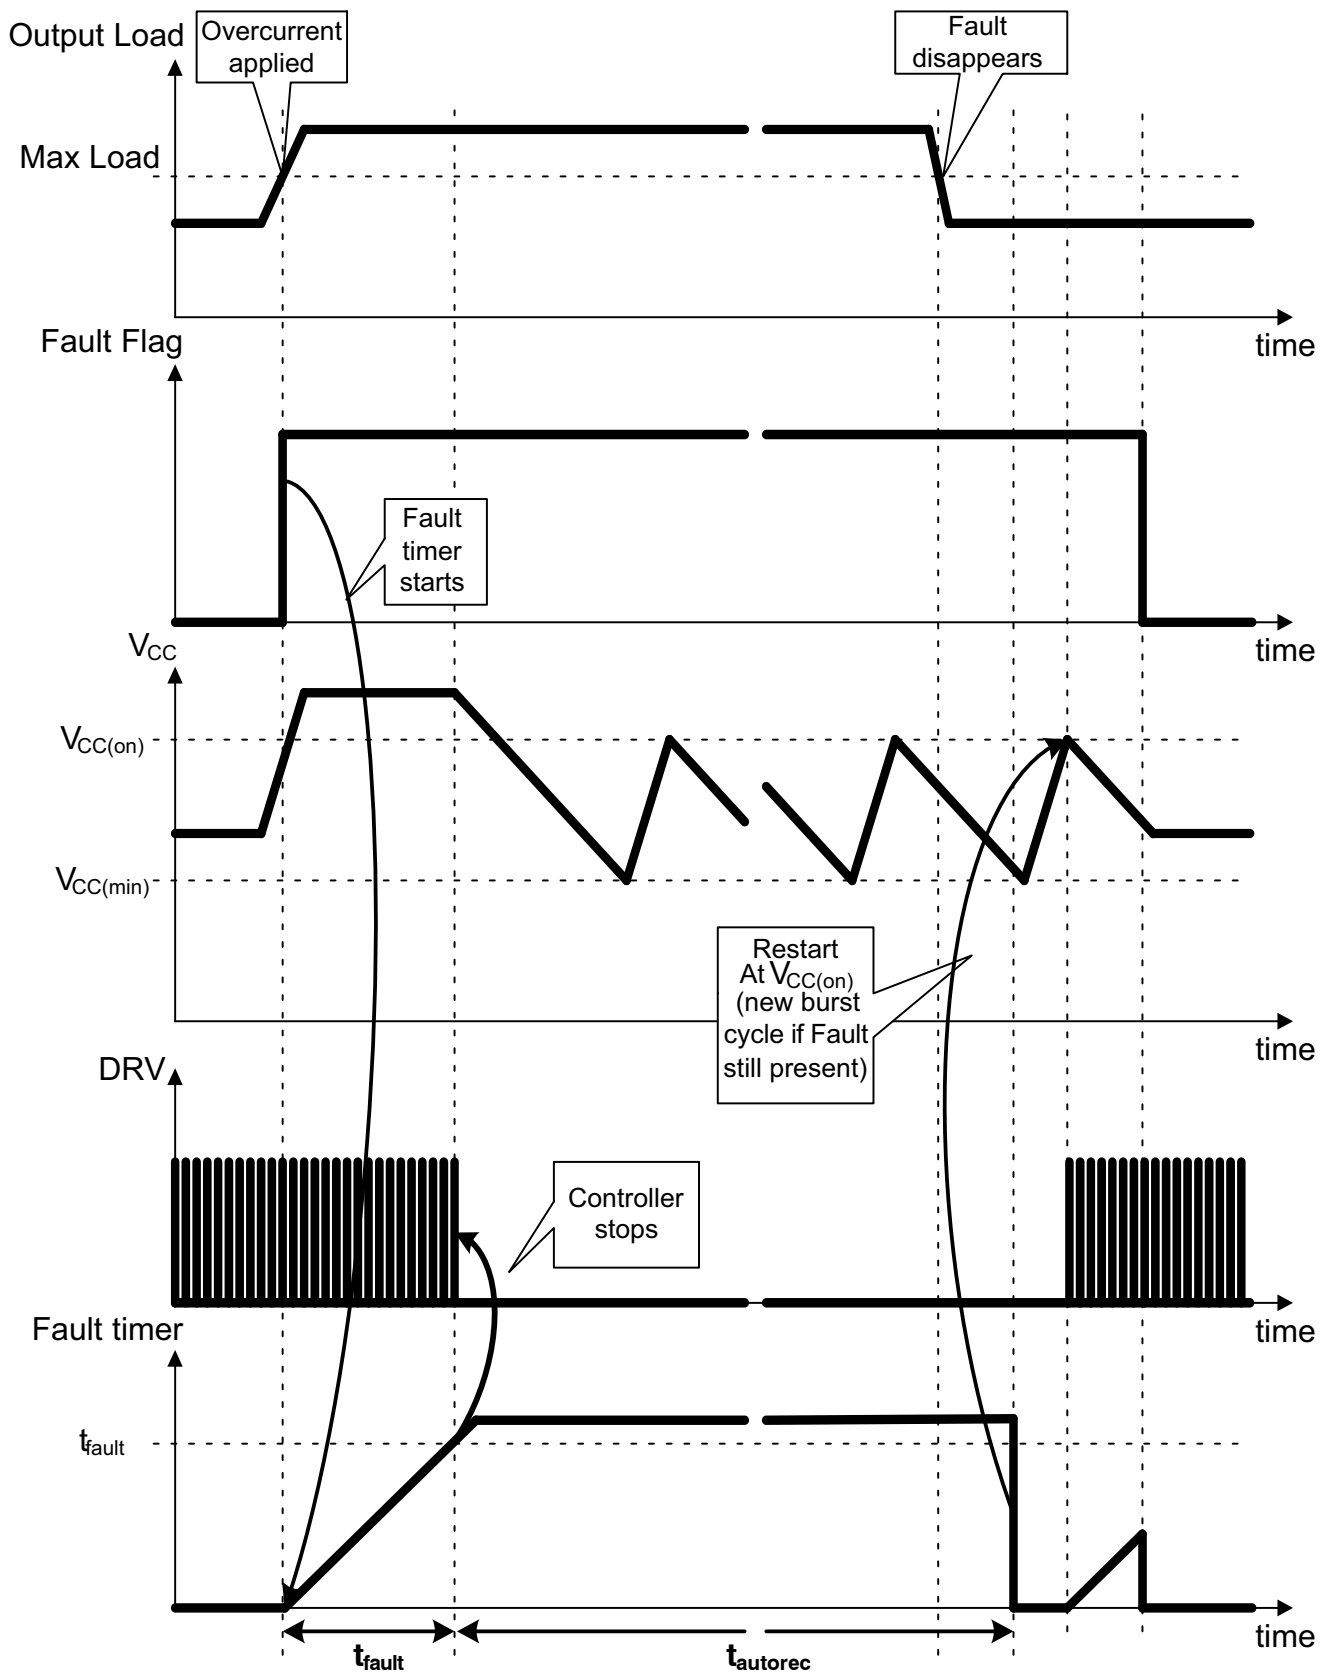 Output Load
Overcurrent
applied
Fault
disappears
Max Load
time
Fault Flag
Fault
timer
starts
time
VCC
VCC(on)
VCC(min)
Restart
At VCC(on)
(new burst
cycle if Fault
still present)
time
DRV
Controller
stops
time
Fault timer
tfault
time
tfault
tautorec